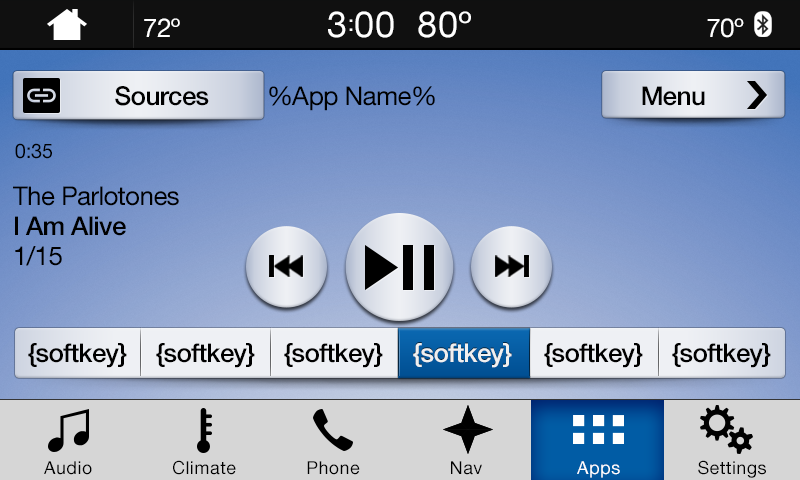 72º 3:00 80º 70º
Sources %App Name% Menu
0:35
The Parlotones
I Am Alive
1/15
{softkey} {softkey} {softkey} {softkey} {softkey} {softkey}
Audio Climate Phone Nav Apps Settings